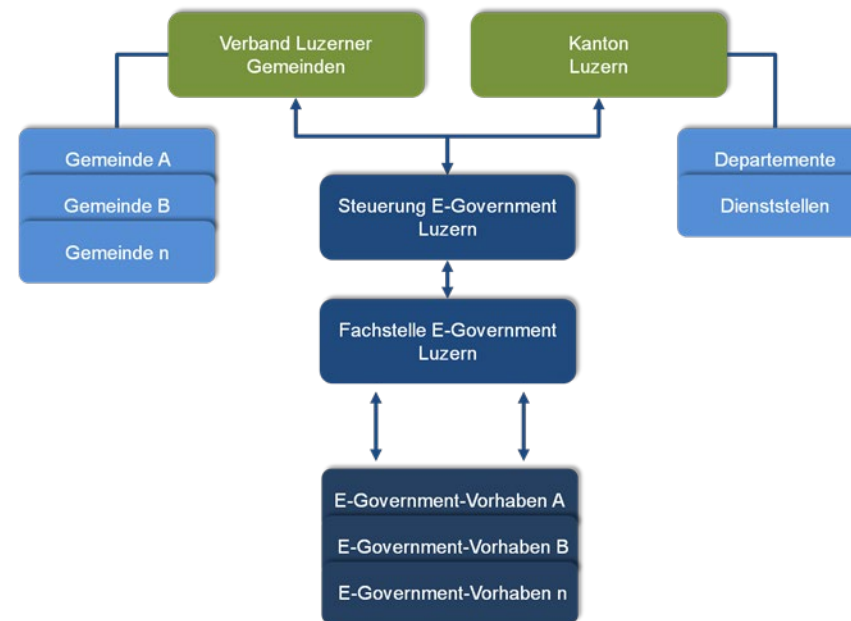 Verband Luzerner
Gemeinden
Kanton
Luzern
Gemeinde A
Gemeinde B
Gemeinde n
Departemente
Dienststellen
Steuerung E-Government
Luzern
Fachstelle E-Government
Luzern
E-Government-Vorhaben A
E-Government-Vorhaben B
E-Government-Vorhaben n